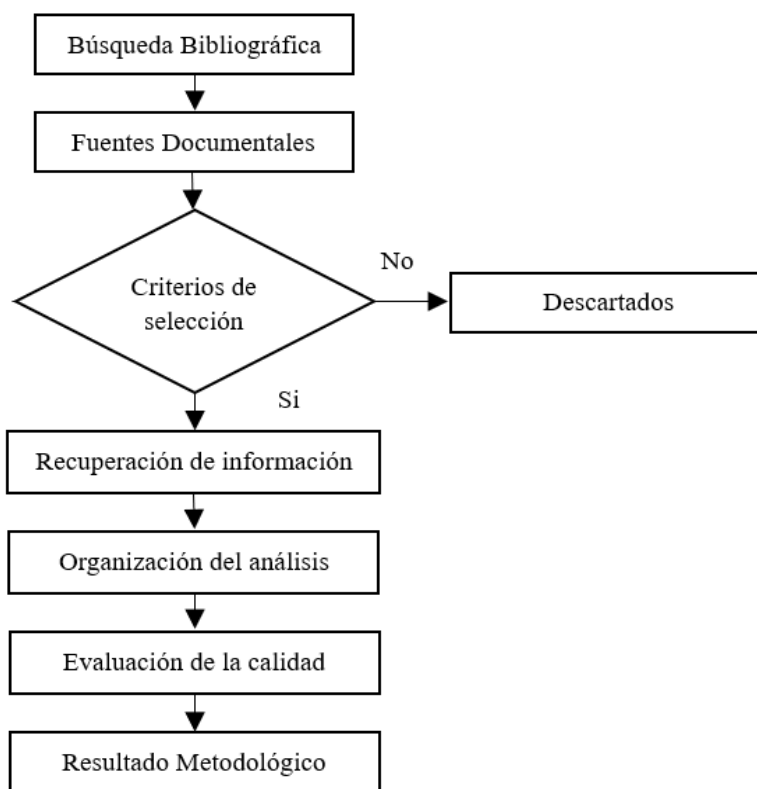 Búsqueda Bibliográfica
Fuentes Documentales
Criterios de
selección
No
Descartados
Si
Recuperación de información
Organización del análisis
Evaluación de la calidad
Resultado Metodológico